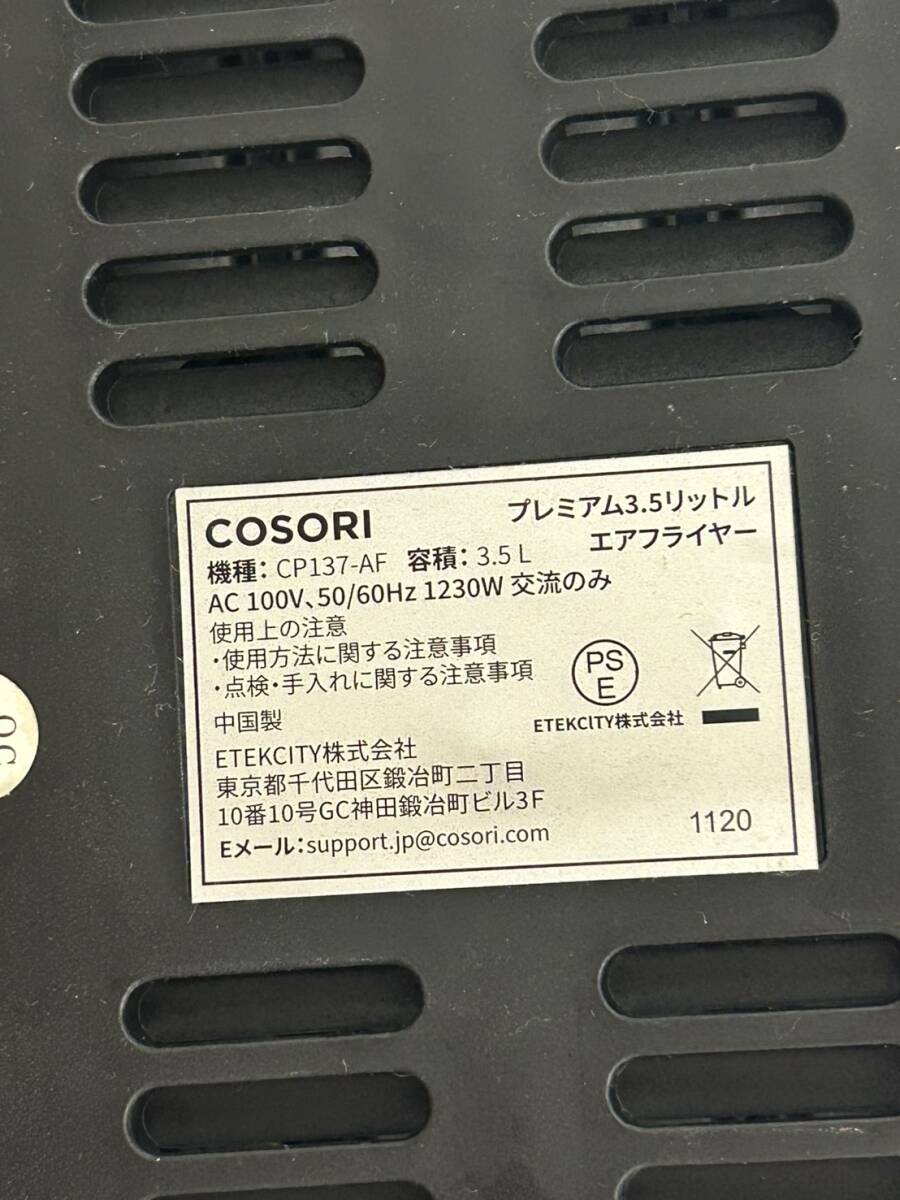 COSORI
プレミアム3.5リットル
エアフライヤー
機種: CP137-AF 容積: 3.5 L
AC 100V、50/60Hz 1230W 交流のみ
使用上の注意
・使用方法に関する注意事項
・点検・手入れに関する注意事項
PS
E
ETEKCITY株式会社
中国製
ETEKCITY株式会社
東京都千代田区鍛冶町二丁目
10番10号GC神田鍛冶町ビル3F
Eメール:support.jp@cosori.com
1120